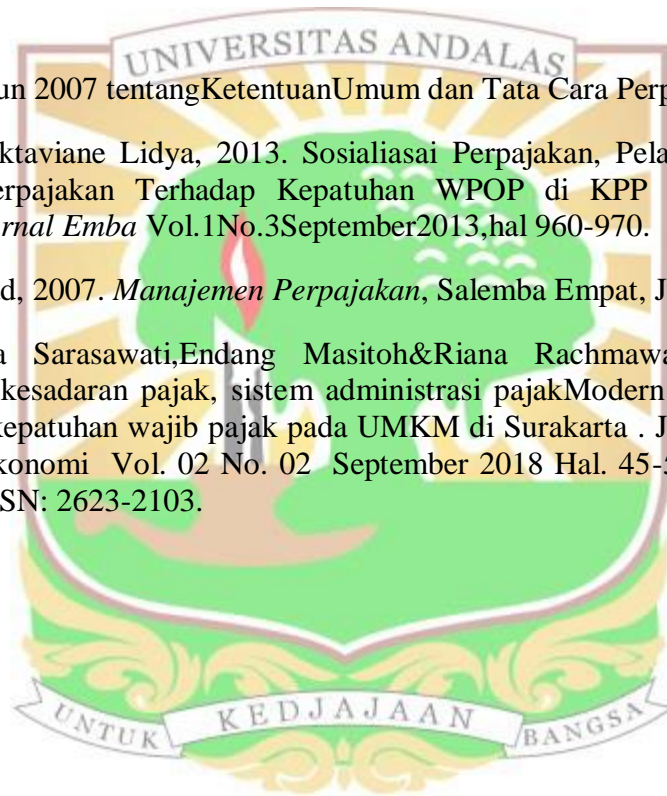 UNIVERSITAS ANDALAS
un 2007 tentangKetentuanUmum dan Tata Cara Perp
ktaviane Lidya, 2013. Sosialiasai Perpajakan, Pela
erpajakan Terhadap Kepatuhan WPOP di KPP
rnal Emba Vol.1No.3September2013,hal 960-970.
d, 2007. Manajemen Perpajakan, Salemba Empat, J
a Sarasawati,Endang Masitoh&Riana Rachmawa
kesadaran pajak, sistem administrasi pajakModern
kepatuhan wajib pajak pada UMKM di Surakarta . J
konomi Vol. 02 No. 02 September 2018 Hal. 45-5
SN: 2623-2103.
UNTUK KEDJAJAAN BANGSA